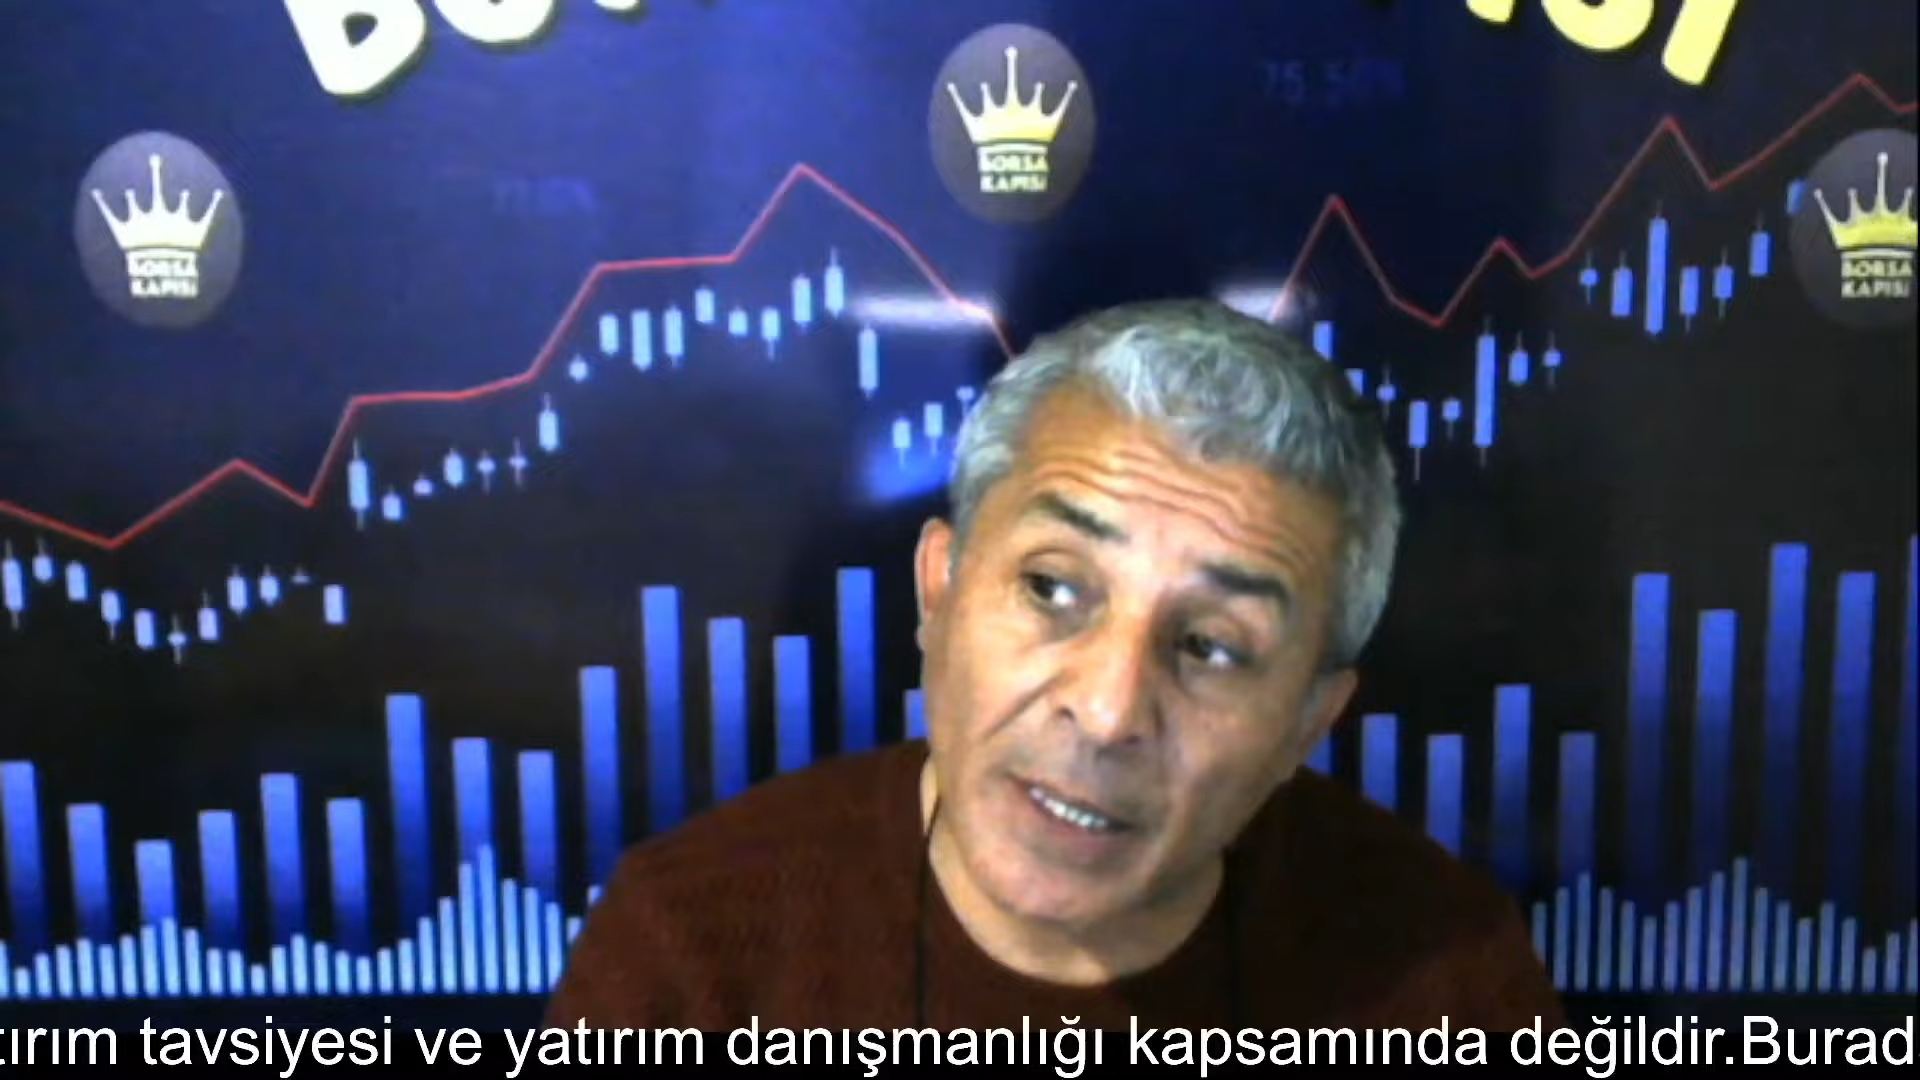 BORSA
KAPISI
BORSA
KAPISI
BORSA
KAPISI
tırım tavsiyesi ve yatırım danışmanlığı kapsamında değildir.Burad